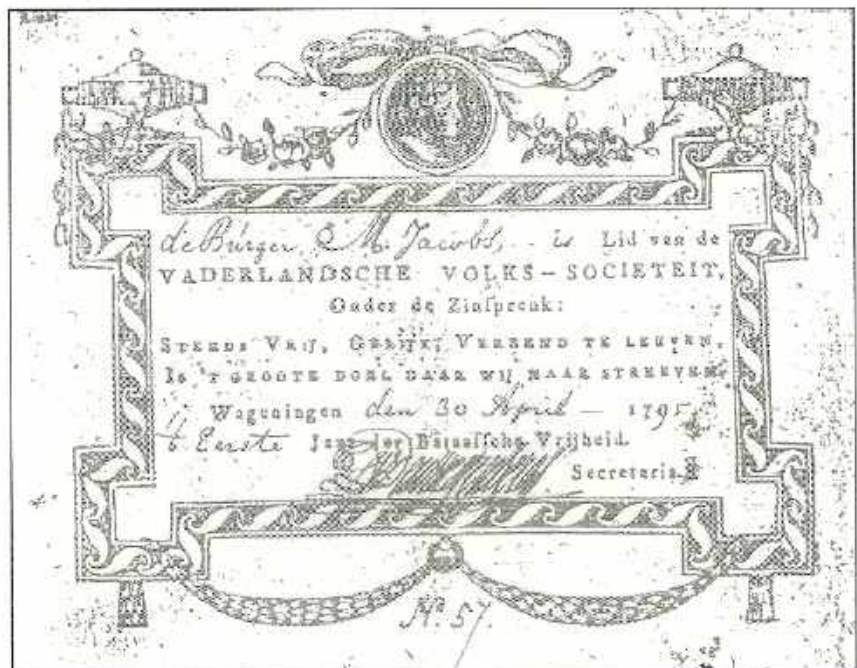 de Burger M. Jacobs, - is Lid van de
VADERLANDSCHE VOLKS-SOCIETEIT,
Onder de Zinspreuk:
STEEDS VRIJ, GELIJK, VEREEND TE LEEVEN,
IS 'T GROOTE DOEL DAAR WIJ NAAR STREEVEN.
Wageningen den 30 April - 1795
't Eerste Jaar der Bataafsche Vrijheid.
Secretaris
No. 57